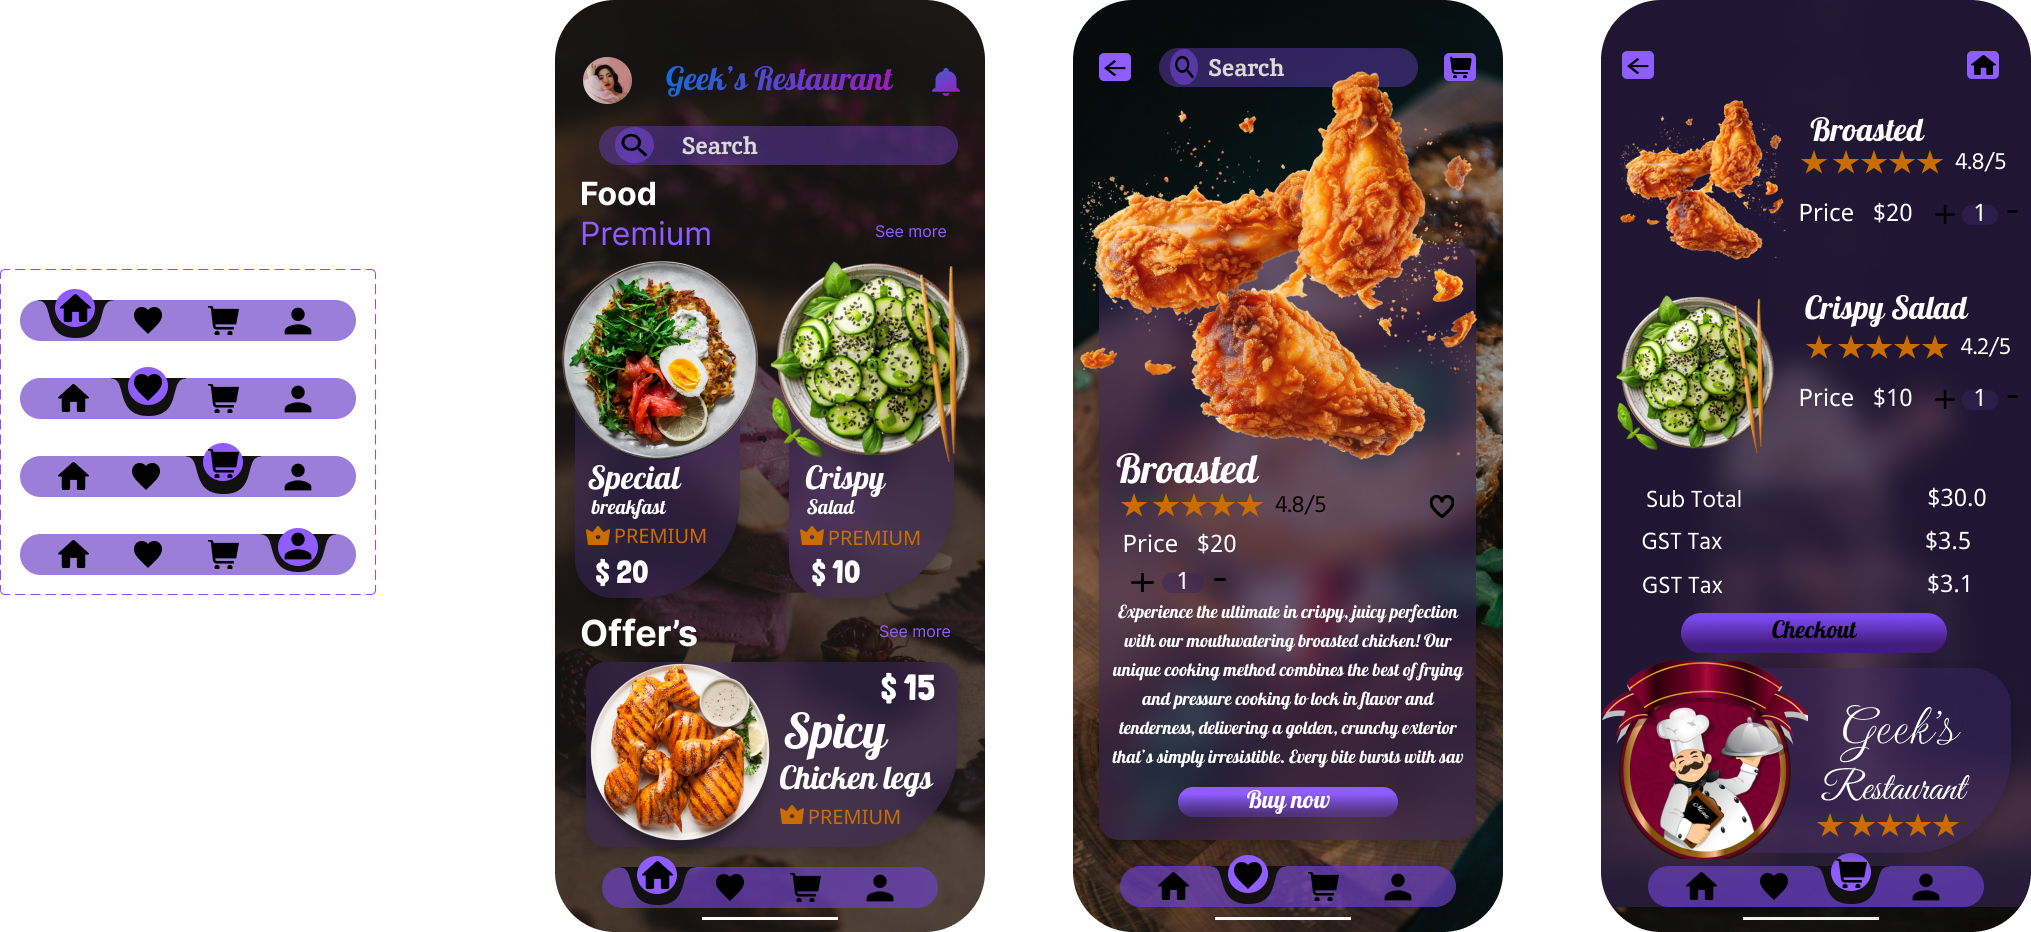 Geek's Restaurant
Search
Food
Premium
See more
Special
breakfast
PREMIUM
$ 20
Crispy
Salad
PREMIUM
$ 10
Offer's
See more
$ 15
Spicy
Chicken legs
PREMIUM
Search
Broasted
4.8/5
Price $20
+ 1 -
Experience the ultimate in crispy, juicy perfection
with our mouthwatering broasted chicken! Our
unique cooking method combines the best of frying
and pressure cooking to lock in flavor and
tenderness, delivering a golden, crunchy exterior
that's simply irresistible. Every bite bursts with sav
Buy now
Broasted
4.8/5
Price $20 + 1 -
Crispy Salad
4.2/5
Price $10 + 1 -
Sub Total $30.0
GST Tax $3.5
GST Tax $3.1
Checkout
Menu
Geek's
Restaurant